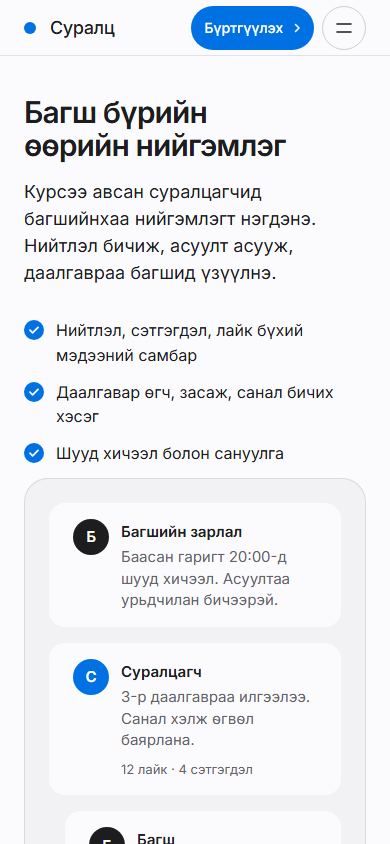 Суралц
Бүртгүүлэх
Багш бүрийн
өөрийн нийгэмлэг
Курсээ авсан суралцагчид
багшийнхаа нийгэмлэгт нэгдэнэ.
Нийтлэл бичиж, асуулт асууж,
даалгавраа багшид үзүүлнэ.
Нийтлэл, сэтгэгдэл, лайк бүхий
мэдээний самбар
Даалгавар өгч, засаж, санал бичих
хэсэг
Шууд хичээл болон сануулга
Б
Багшийн зарлал
Баасан гаригт 20:00-д
шууд хичээл. Асуултаа
урьдчилан бичээрэй.
С
Суралцагч
3-р даалгавраа илгээлээ.
Санал хэлж өгвөл
баярлана.
12 лайк · 4 сэтгэгдэл
Багш